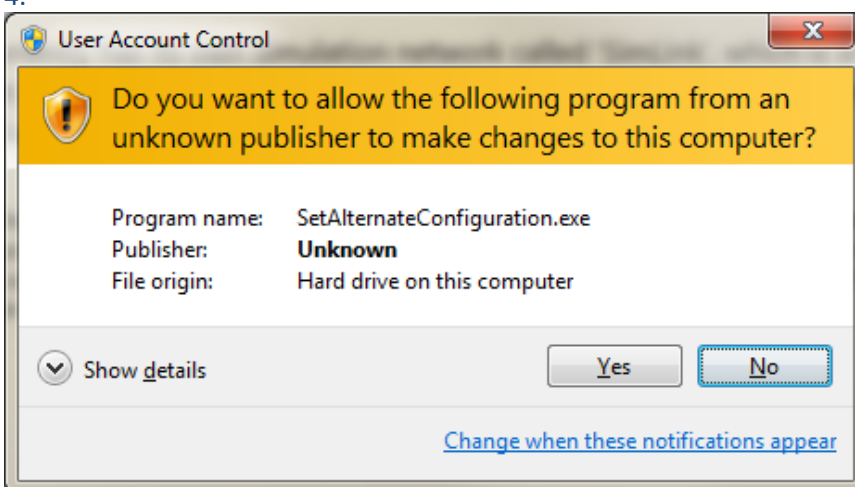 4.
User Account Control
Do you want to allow the following program from an
unknown publisher to make changes to this computer?
Program name: SetAlternateConfiguration.exe
Publisher: Unknown
File origin: Hard drive on this computer
Show details
Yes No
Change when these notifications appear